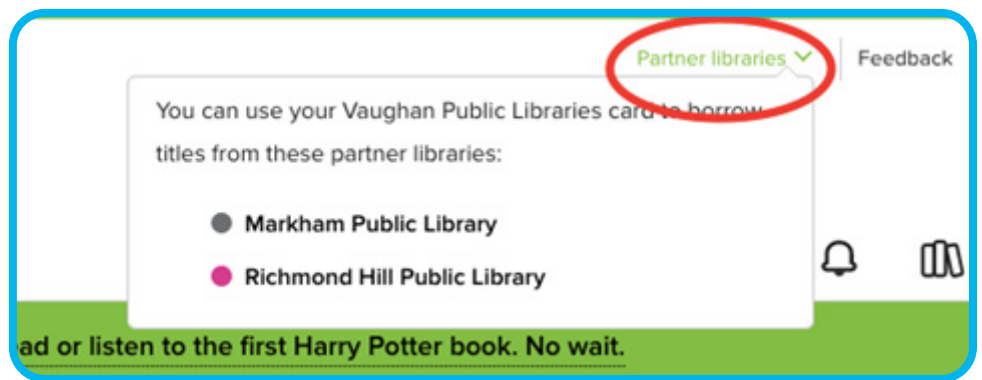 Partner libraries
Feedback
You can use your Vaughan Public Libraries card to borrow
titles from these partner libraries:
Markham Public Library
Richmond Hill Public Library
or listen to the first Harry Potter book. No wait.